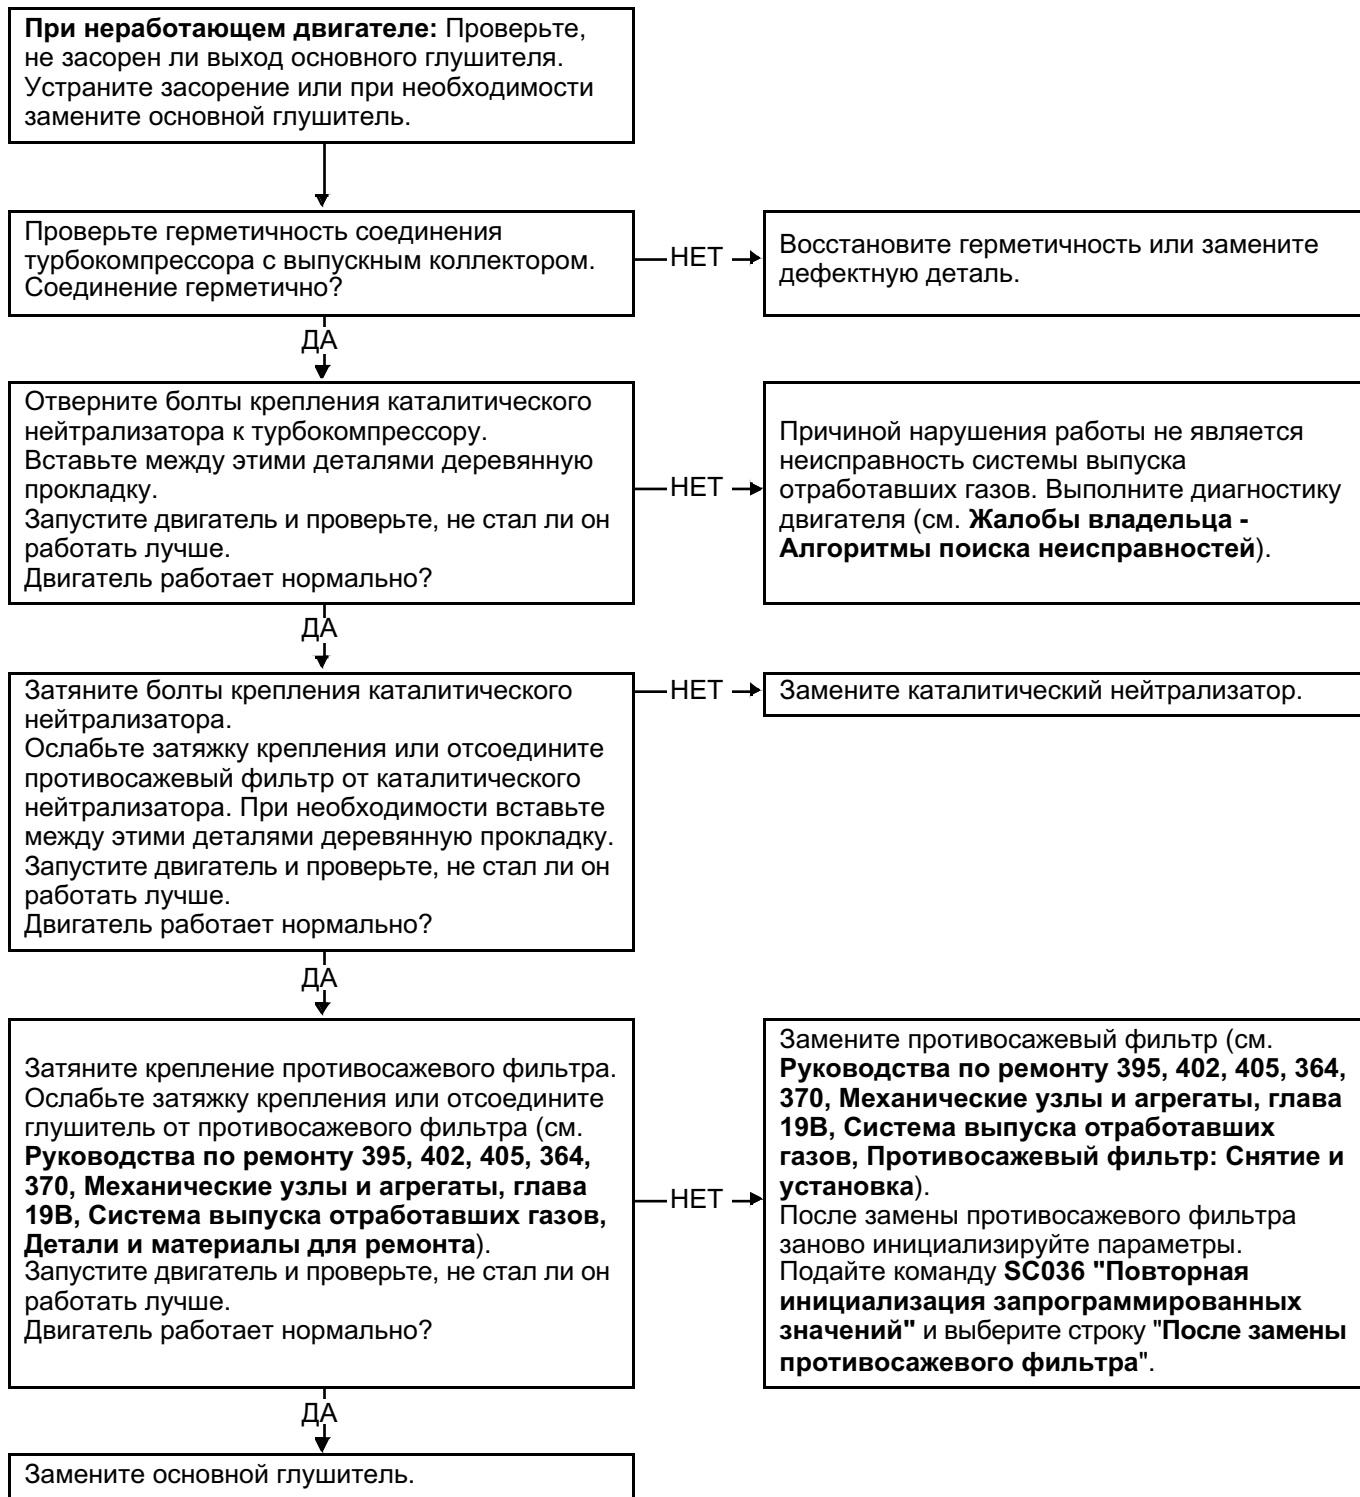 При неработающем двигателе: Проверьте,
не засорен ли выход основного глушителя.
Устраните засорение или при необходимости
замените основной глушитель.
Проверьте герметичность соединения
турбокомпрессора с выпускным коллектором.
Соединение герметично?
НЕТ
Восстановите герметичность или замените
дефектную деталь.
ДА
Отверните болты крепления каталитического
нейтрализатора к турбокомпрессору.
Вставьте между этими деталями деревянную
прокладку.
Запустите двигатель и проверьте, не стал ли он
работать лучше.
Двигатель работает нормально?
НЕТ
Причиной нарушения работы не является
неисправность системы выпуска
отработавших газов. Выполните диагностику
двигателя (см. Жалобы владельца -
Алгоритмы поиска неисправностей).
ДА
Затяните болты крепления каталитического
нейтрализатора.
Ослабьте затяжку крепления или отсоедините
противосажевый фильтр от каталитического
нейтрализатора. При необходимости вставьте
между этими деталями деревянную прокладку.
Запустите двигатель и проверьте, не стал ли он
работать лучше.
Двигатель работает нормально?
НЕТ
Замените каталитический нейтрализатор.
ДА
Затяните крепление противосажевого фильтра.
Ослабьте затяжку крепления или отсоедините
глушитель от противосажевого фильтра (см.
Руководства по ремонту 395, 402, 405, 364,
370, Механические узлы и агрегаты, глава
19B, Система выпуска отработавших газов,
Детали и материалы для ремонта).
Запустите двигатель и проверьте, не стал ли он
работать лучше.
Двигатель работает нормально?
НЕТ
Замените противосажевый фильтр (см.
Руководства по ремонту 395, 402, 405, 364,
370, Механические узлы и агрегаты, глава
19B, Система выпуска отработавших
газов, Противосажевый фильтр: Снятие и
установка).
После замены противосажевого фильтра
заново инициализируйте параметры.
Подайте команду SC036 "Повторная
инициализация запрограммированных
значений" и выберите строку "После замены
противосажевого фильтра".
ДА
Замените основной глушитель.